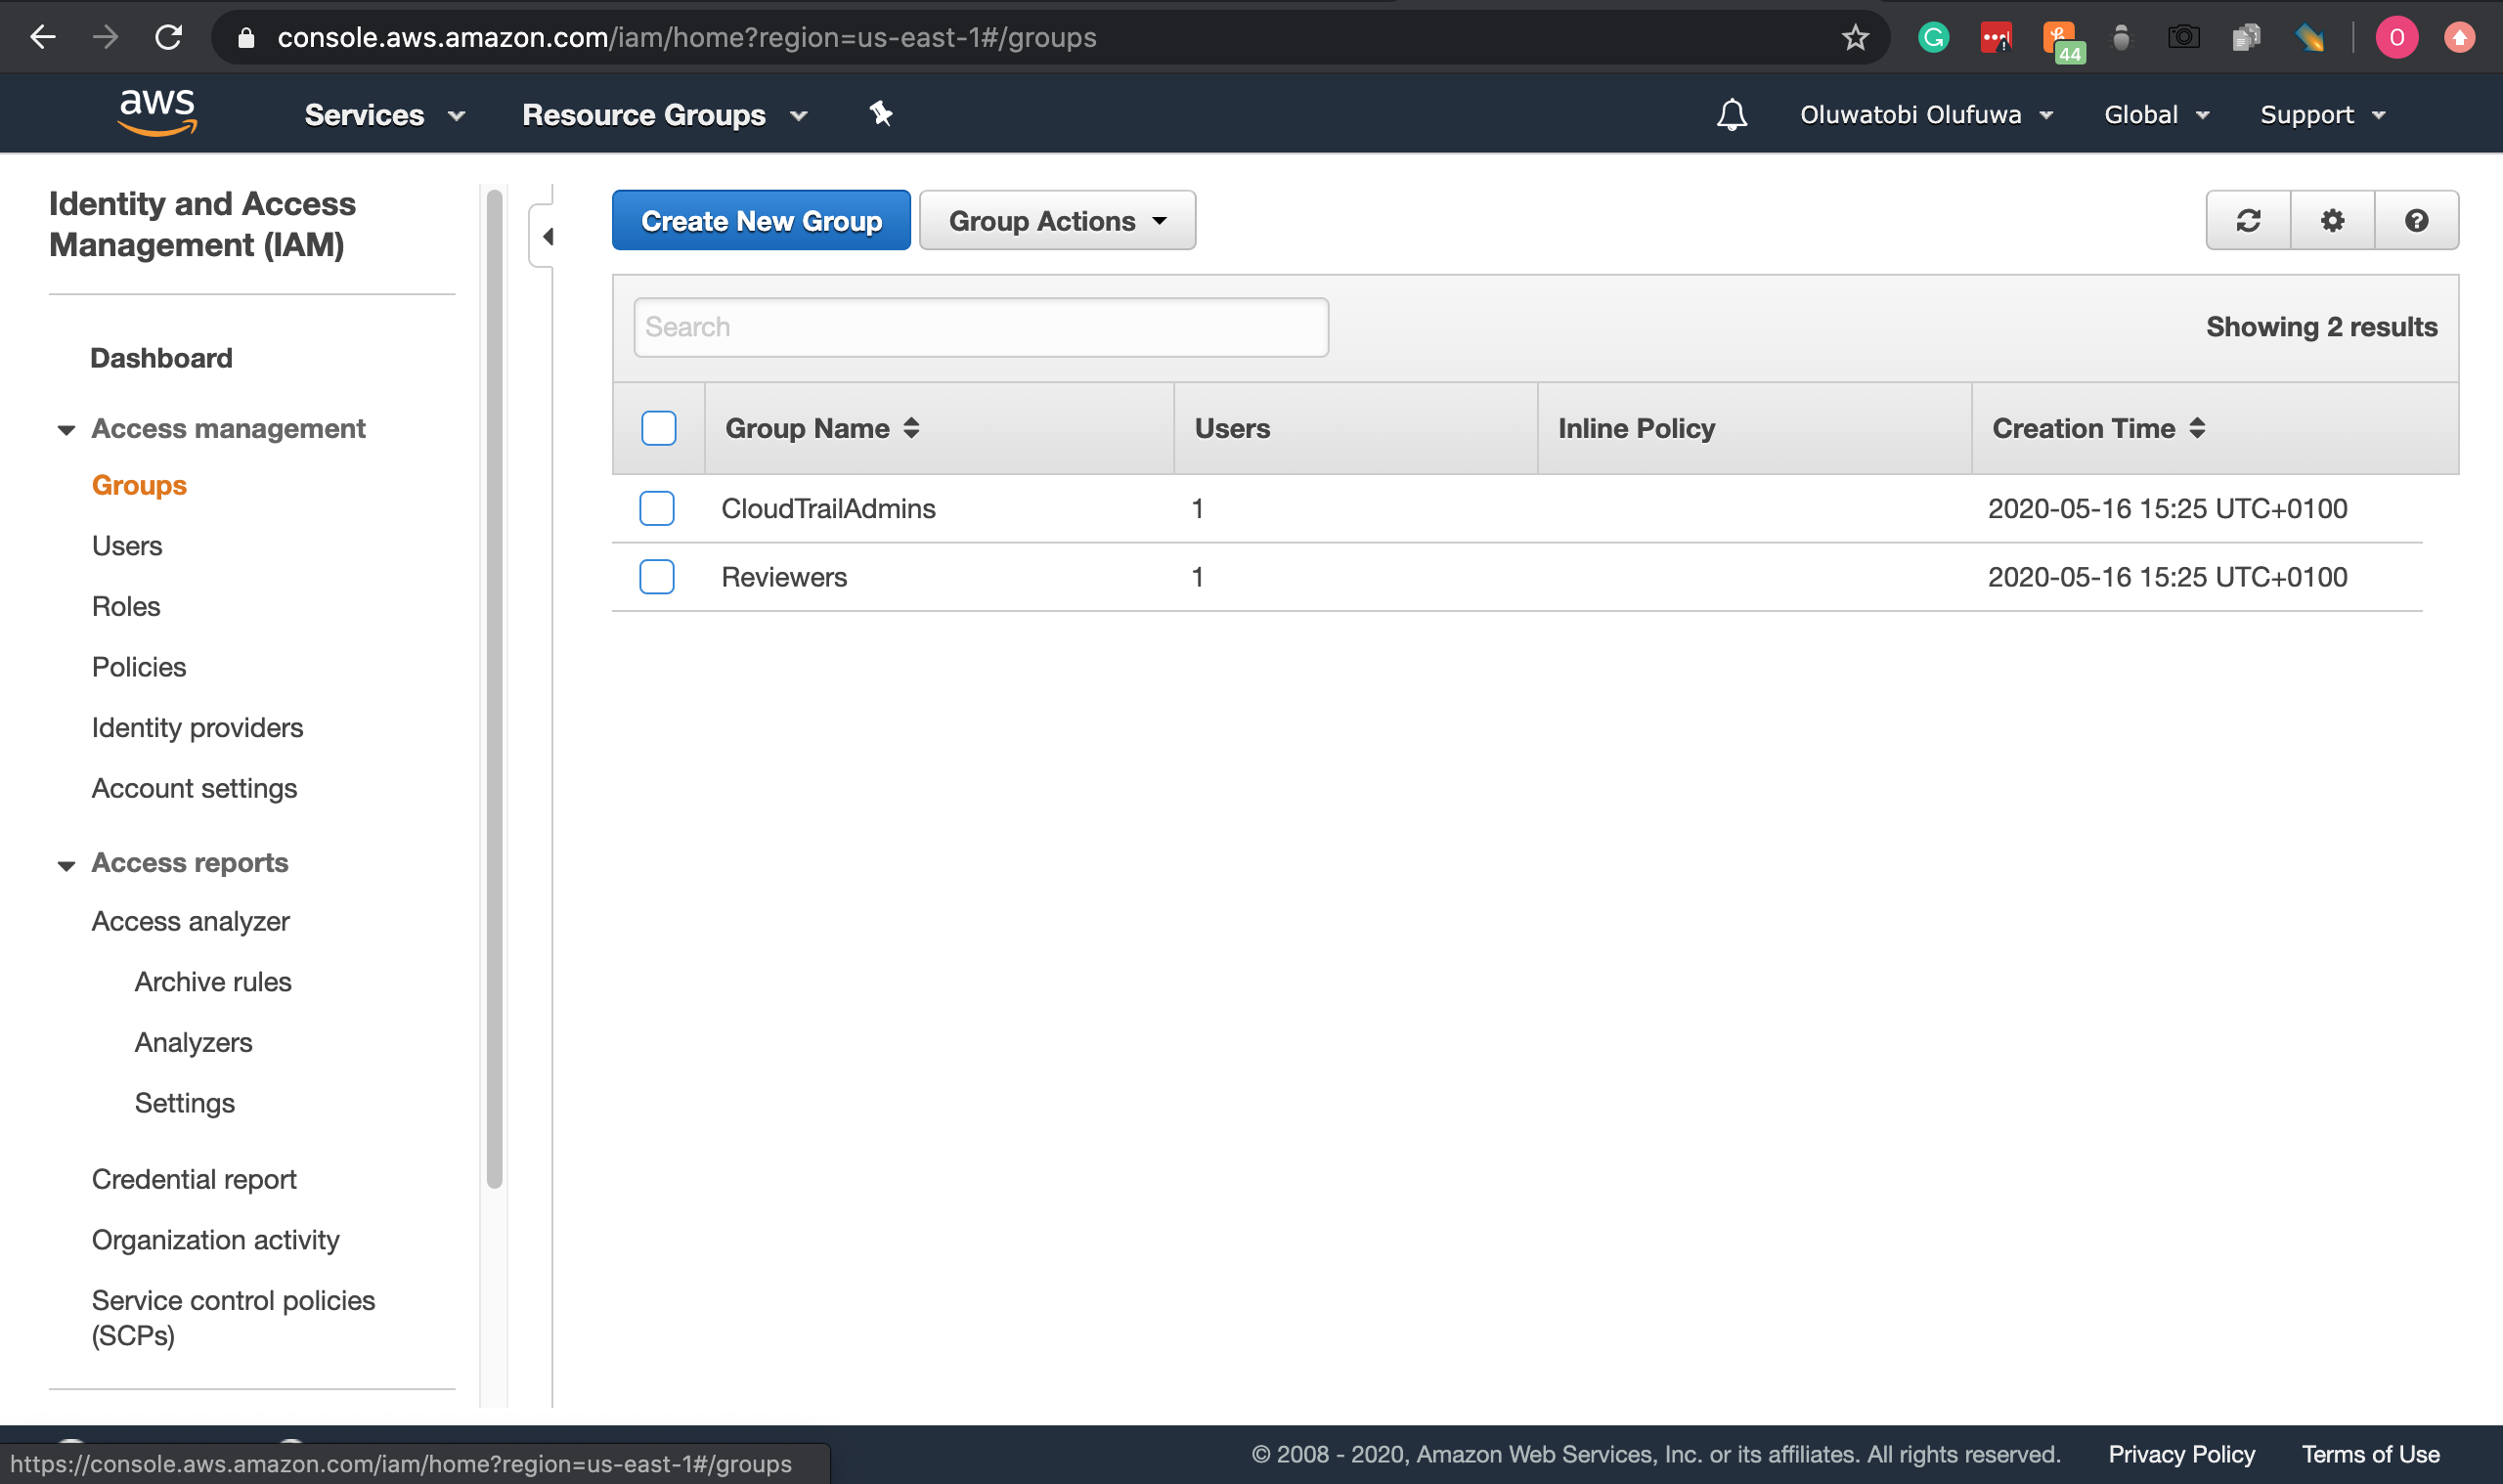 console.aws.amazon.com/iam/home?region=us-east-1#/groups
44
O
aws
Services
Resource Groups
Oluwatobi Olufuwa
Global
Support
Identity and Access
Management (IAM)
Dashboard
Access management
Groups
Users
Roles
Policies
Identity providers
Account settings
Access reports
Access analyzer
Archive rules
Analyzers
Settings
Credential report
Organization activity
Service control policies
(SCPs)
Create New Group
Group Actions
Search
Showing 2 results
Group Name
Users
Inline Policy
Creation Time
CloudTrailAdmins
1
2020-05-16 15:25 UTC+0100
Reviewers
1
2020-05-16 15:25 UTC+0100
https://console.aws.amazon.com/iam/home?region=us-east-1#/groups
© 2008 - 2020, Amazon Web Services, Inc. or its affiliates. All rights reserved.
Privacy Policy
Terms of Use